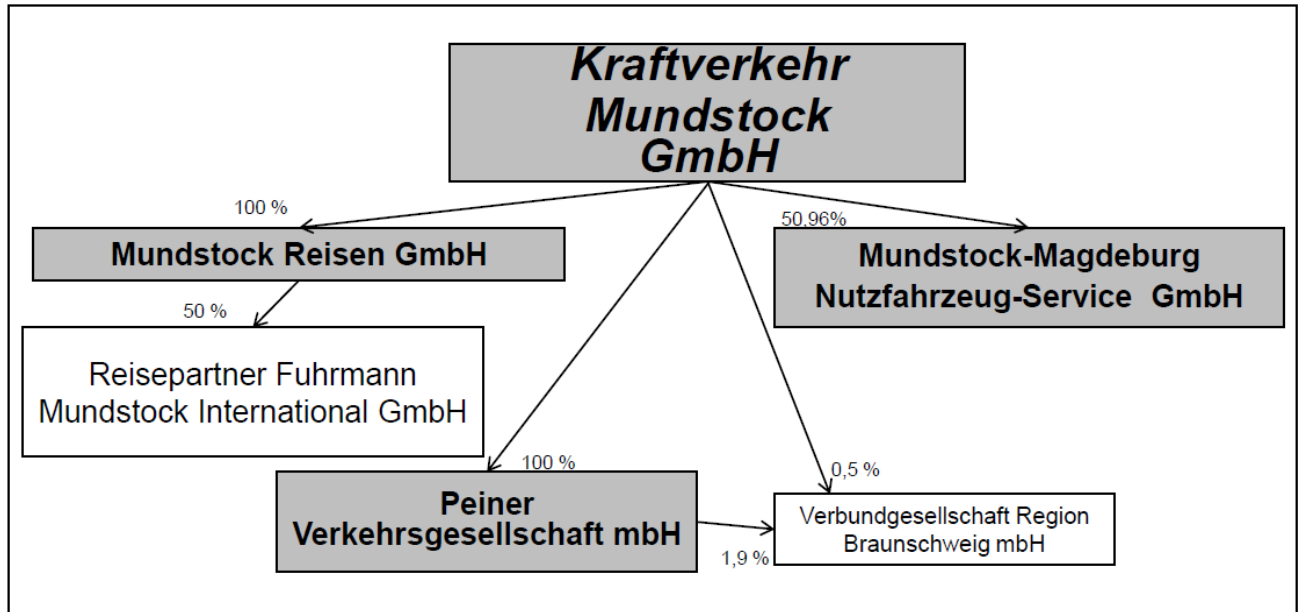 Kraftverkehr
Mundstock
GmbH
100 %
50,96%
Mundstock Reisen GmbH
Mundstock-Magdeburg
Nutzfahrzeug-Service GmbH
50 %
Reisepartner Fuhrmann
Mundstock International GmbH
100 %
0,5 %
Peiner
Verkehrsgesellschaft mbH
1,9 %
Verbundgesellschaft Region
Braunschweig mbH